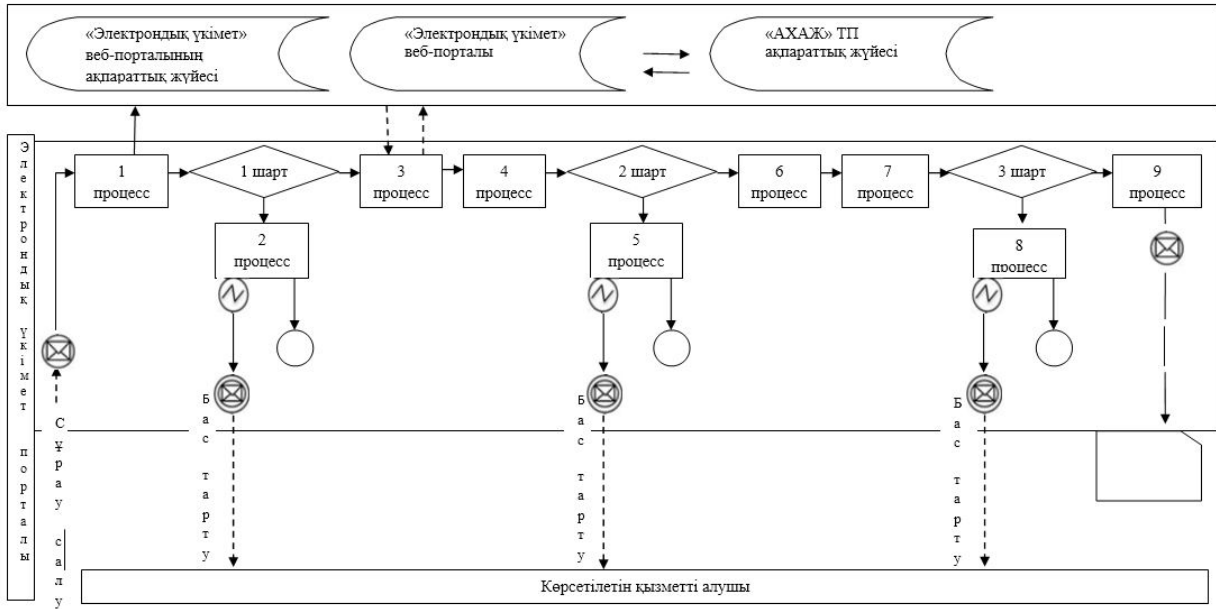 «Электрондық үкімет»
веб-порталының
ақпараттық жүйесі
«Электрондық үкімет»
веб-порталы
«АХАЖ» ТП
ақпараттық жүйесі
Электрондық үкімет порталы
1
процесс
1 шарт
3
процесс
4
процесс
2 шарт
6
процесс
7
процесс
3 шарт
9
процесс
2
процесс
5
процесс
8
процесс
Сұрау салу
Бас тарту
Бас тарту
Бас тарту
Көрсетілетін қызметті алушы